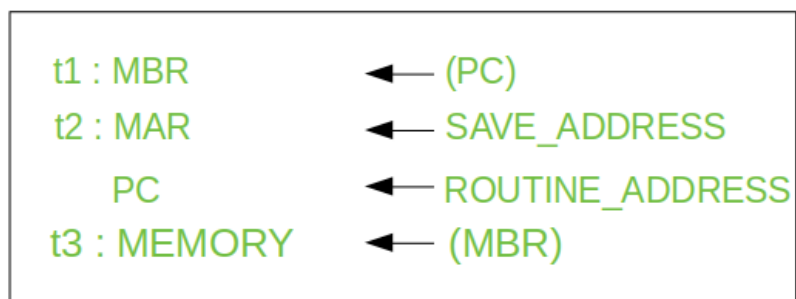 t1 : MBR ← (PC)
t2 : MAR ← SAVE_ADDRESS
PC ← ROUTINE_ADDRESS
t3 : MEMORY ← (MBR)